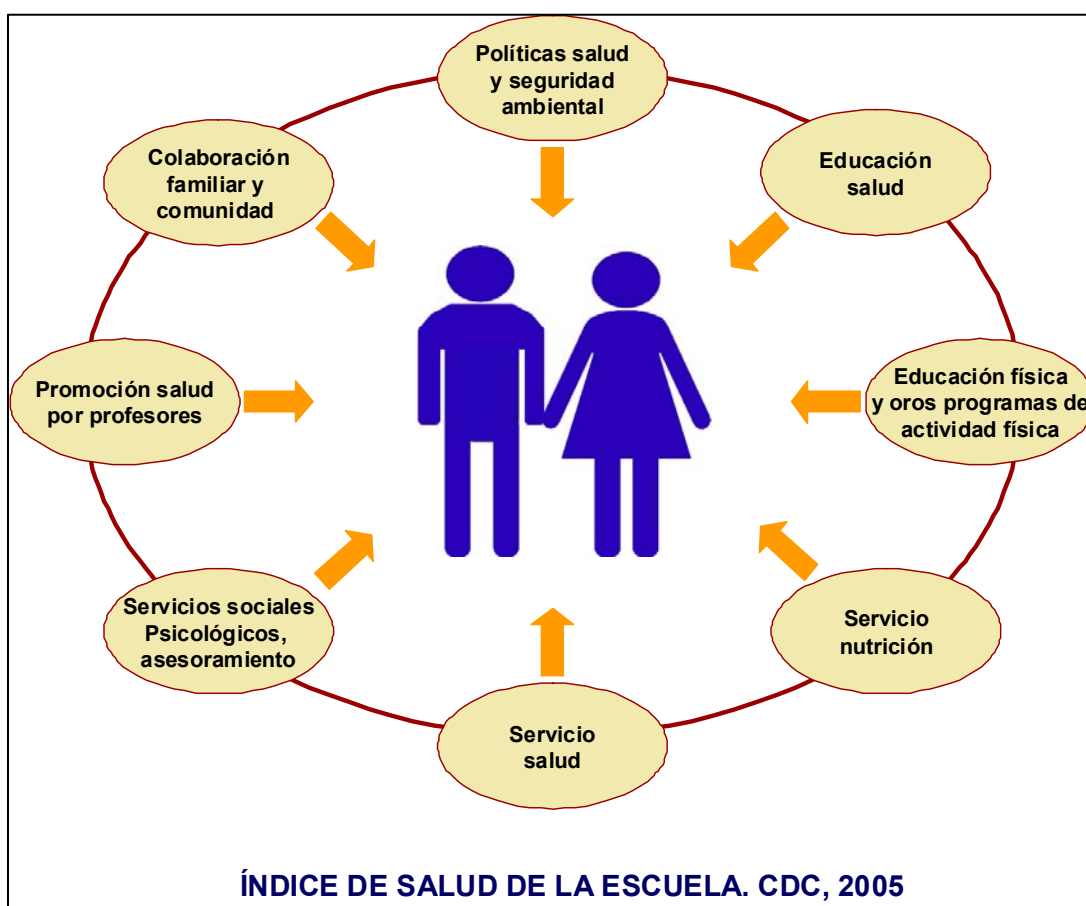 Políticas salud
y seguridad
ambiental
Educación
salud
Educación física
y oros programas de
actividad física
Servicio
nutrición
Servicio
salud
Servicios sociales
Psicológicos,
asesoramiento
Promoción salud
por profesores
Colaboración
familiar y
comunidad
ÍNDICE DE SALUD DE LA ESCUELA. CDC, 2005